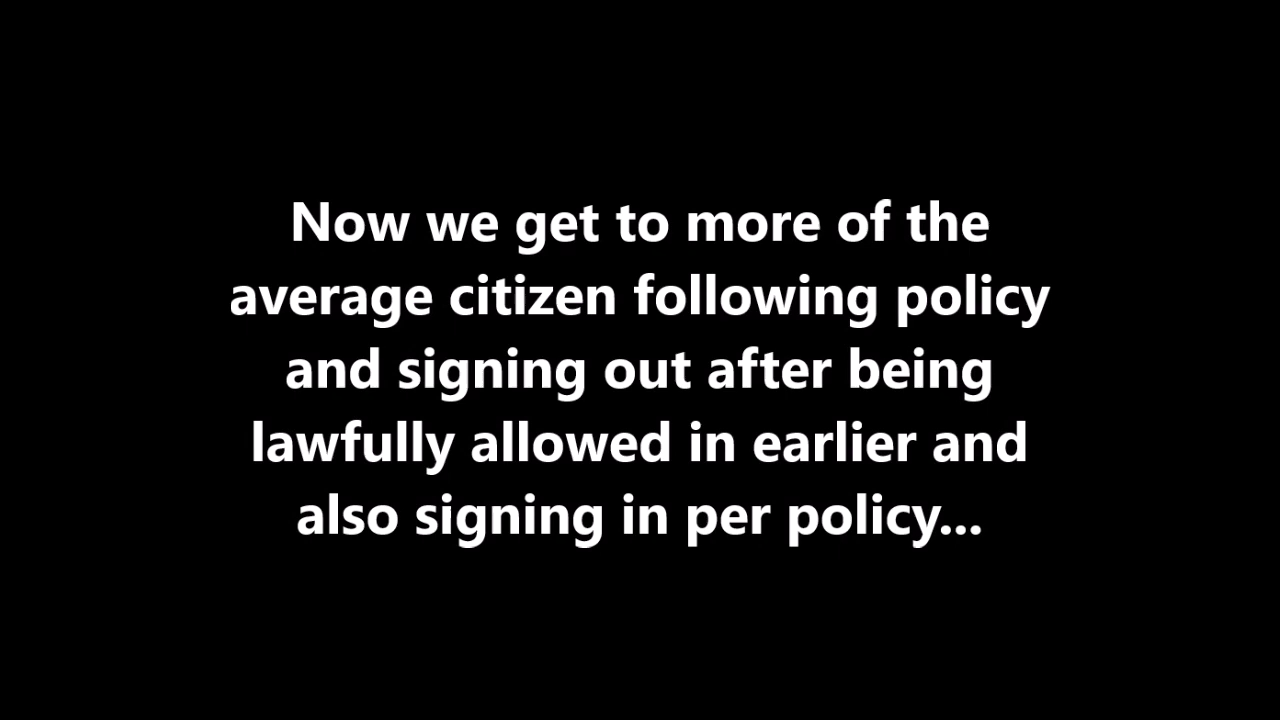 Now we get to more of the
average citizen following policy
and signing out after being
lawfully allowed in earlier and
also signing in per policy...